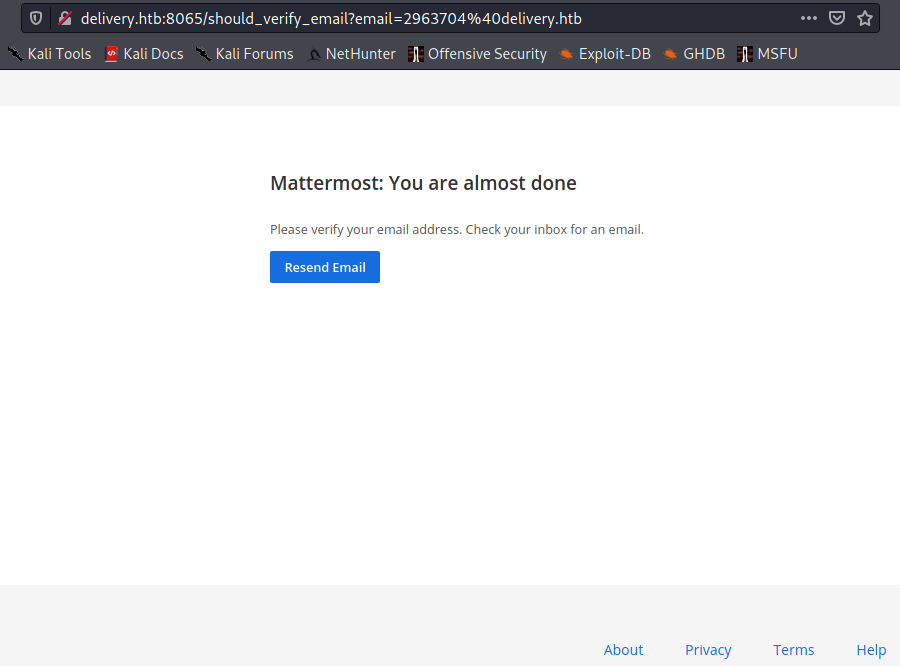 delivery.htb:8065/should_verify_email?email=2963704%40delivery.htb
Kali Tools Kali Docs Kali Forums NetHunter Offensive Security Exploit-DB GHDB MSFU
Mattermost: You are almost done
Please verify your email address. Check your inbox for an email.
Resend Email
About Privacy Terms Help